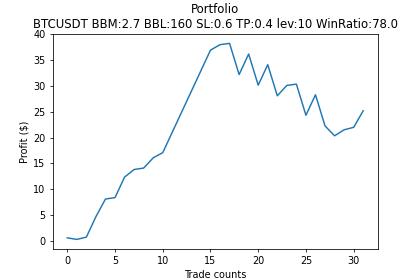 Portfolio
BTCUSDT BBM:2.7 BBL:160 SL:0.6 TP:0.4 lev:10 WinRatio:78.0
40
35
30
25
20
15
10
5
0
Profit ($)
0 5 10 15 20 25 30
Trade counts